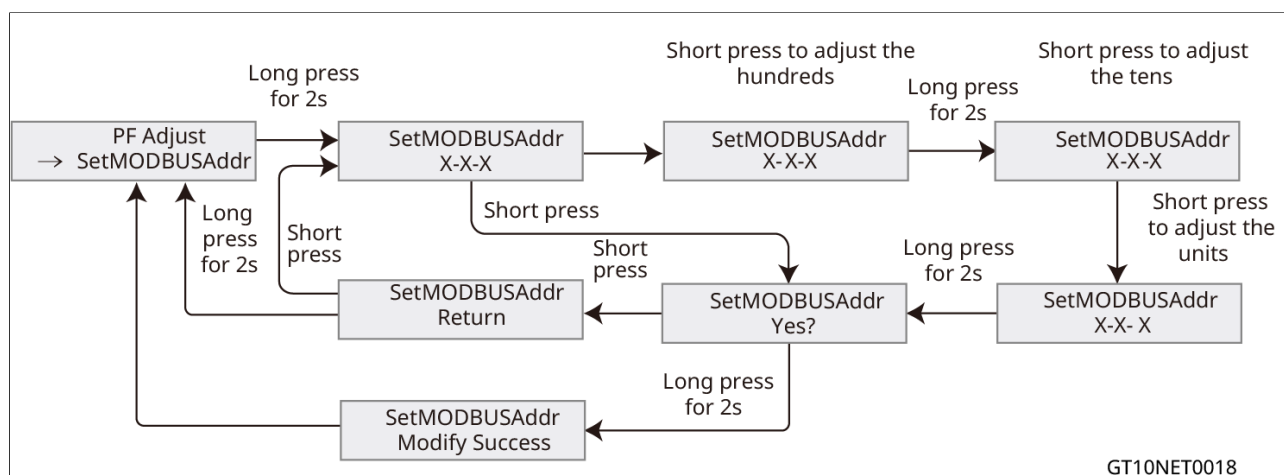 Short press to adjust the
hundreds
Short press to adjust
the tens
Long press
for 2s
Long press
for 2s
PF Adjust
→ SetMODBUSAddr
SetMODBUSAddr
X-X-X
SetMODBUSAddr
X-X-X
SetMODBUSAddr
X-X-X
Short press
Long
press
for 2s
Short
press
Short
press
Long press
for 2s
Short press
to adjust the
units
SetMODBUSAddr
Return
SetMODBUSAddr
Yes?
SetMODBUSAddr
X-X- X
Long press
for 2s
SetMODBUSAddr
Modify Success
GT10NET0018